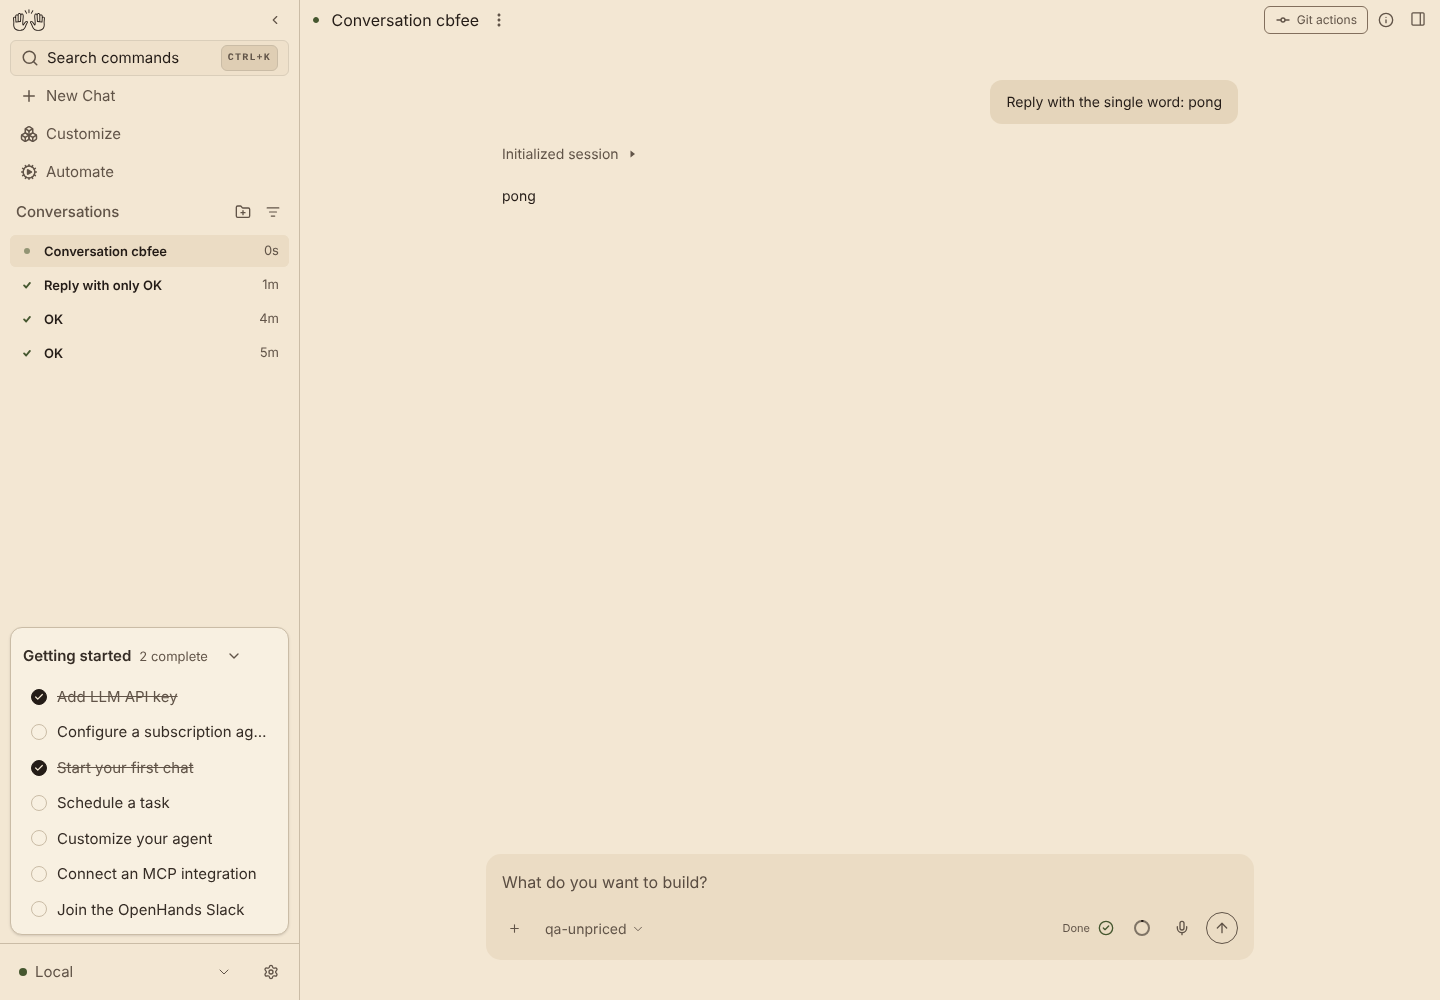 Search commands
CTRL+K
New Chat
Customize
Automate
Conversations
Conversation cbfee 0s
Reply with only OK 1m
OK 4m
OK 5m
Getting started 2 complete
Add LLM API key
Configure a subscription ag...
Start your first chat
Schedule a task
Customize your agent
Connect an MCP integration
Join the OpenHands Slack
Local
Conversation cbfee
Git actions
Reply with the single word: pong
Initialized session
pong
What do you want to build?
qa-unpriced
Done